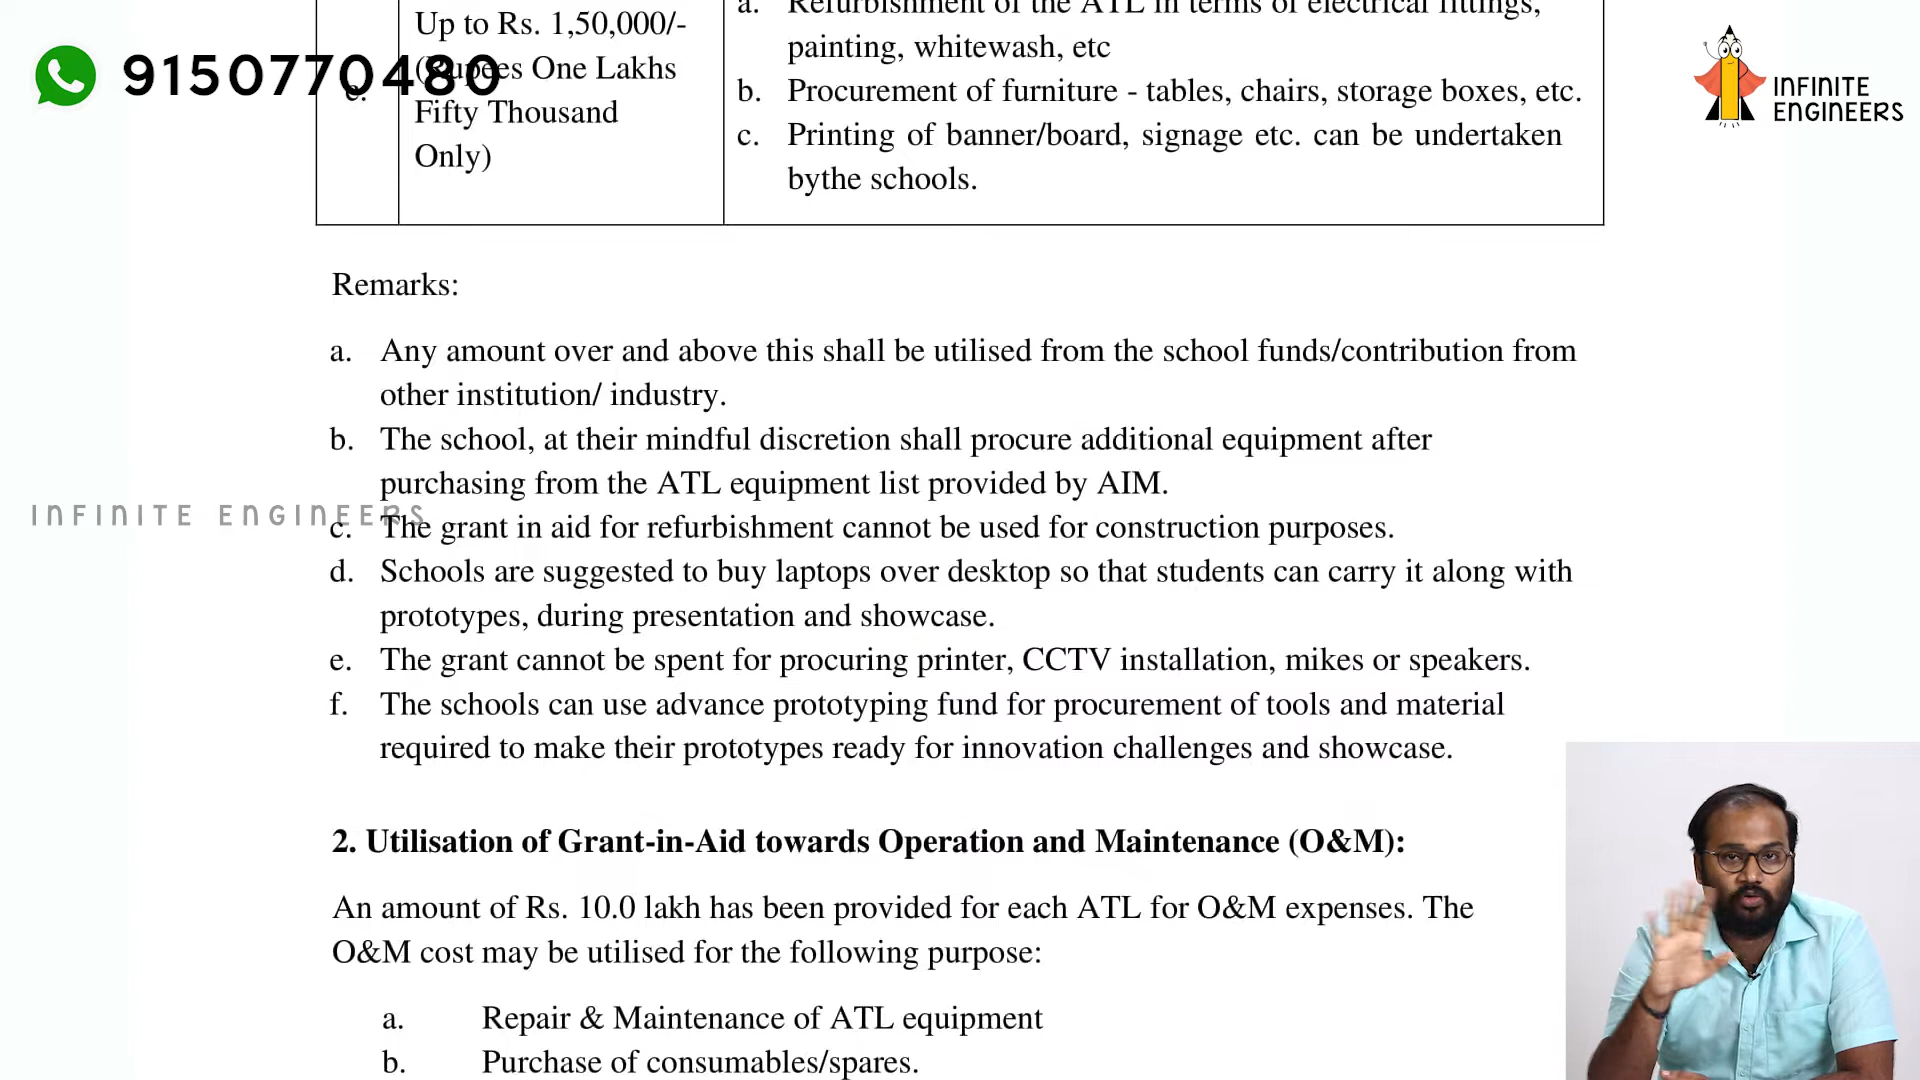 9150770480
INFINITE
ENGINEERS
Up to Rs. 1,50,000/-
(Rupees One Lakhs
Fifty Thousand
Only)
a. Refurbishment of the ATL in terms of electrical fittings,
painting, whitewash, etc
b. Procurement of furniture - tables, chairs, storage boxes, etc.
c. Printing of banner/board, signage etc. can be undertaken
bythe schools.
Remarks:
a. Any amount over and above this shall be utilised from the school funds/contribution from
other institution/ industry.
b. The school, at their mindful discretion shall procure additional equipment after
purchasing from the ATL equipment list provided by AIM.
INFINITE ENGINEERS
c. The grant in aid for refurbishment cannot be used for construction purposes.
d. Schools are suggested to buy laptops over desktop so that students can carry it along with
prototypes, during presentation and showcase.
e. The grant cannot be spent for procuring printer, CCTV installation, mikes or speakers.
f. The schools can use advance prototyping fund for procurement of tools and material
required to make their prototypes ready for innovation challenges and showcase.
2. Utilisation of Grant-in-Aid towards Operation and Maintenance (O&M):
An amount of Rs. 10.0 lakh has been provided for each ATL for O&M expenses. The
O&M cost may be utilised for the following purpose:
a. Repair & Maintenance of ATL equipment
b. Purchase of consumables/spares.